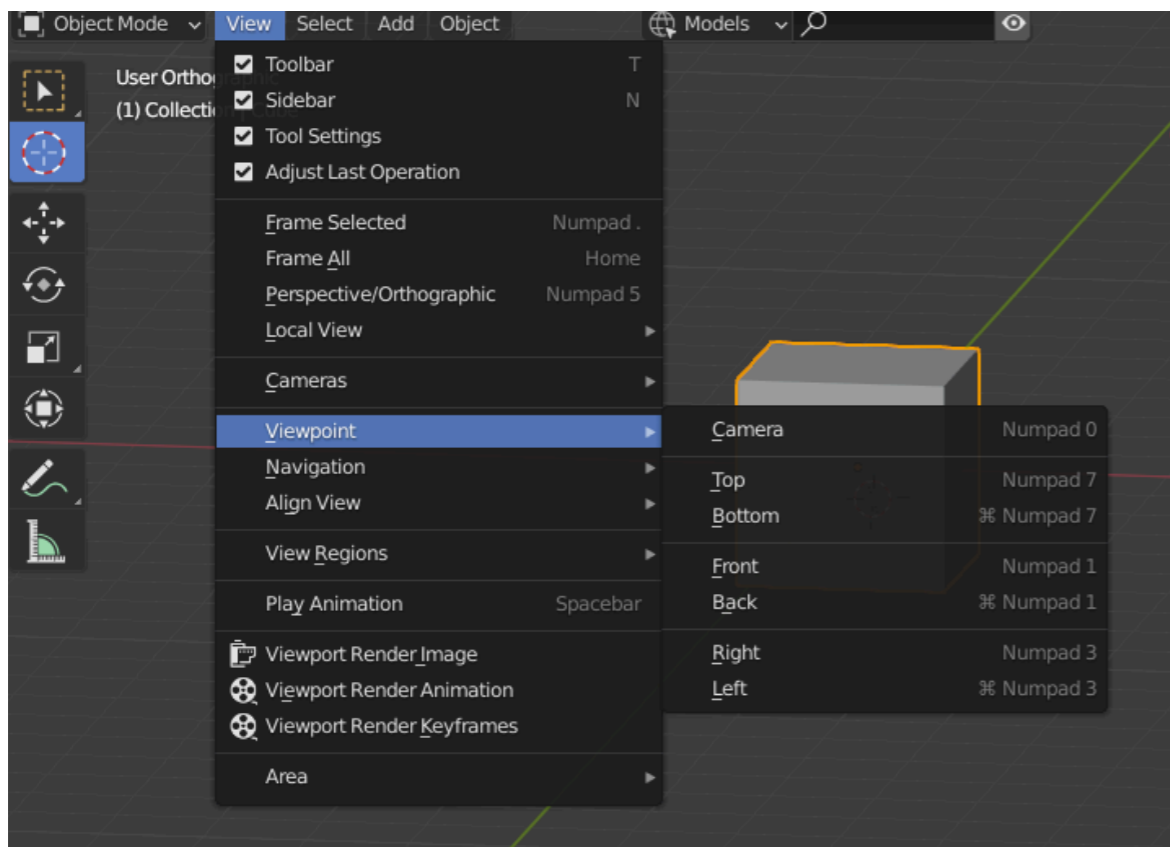 Object Mode View Select Add Object Models
User Orthographic
(1) Collection | Cube
Toolbar T
Sidebar N
Tool Settings
Adjust Last Operation
Frame Selected Numpad .
Frame All Home
Perspective/Orthographic Numpad 5
Local View
Cameras
Viewpoint
Navigation
Align View
View Regions
Play Animation Spacebar
Viewport Render Image
Viewport Render Animation
Viewport Render Keyframes
Area
Camera Numpad 0
Top Numpad 7
Bottom ⌘ Numpad 7
Front Numpad 1
Back ⌘ Numpad 1
Right Numpad 3
Left ⌘ Numpad 3